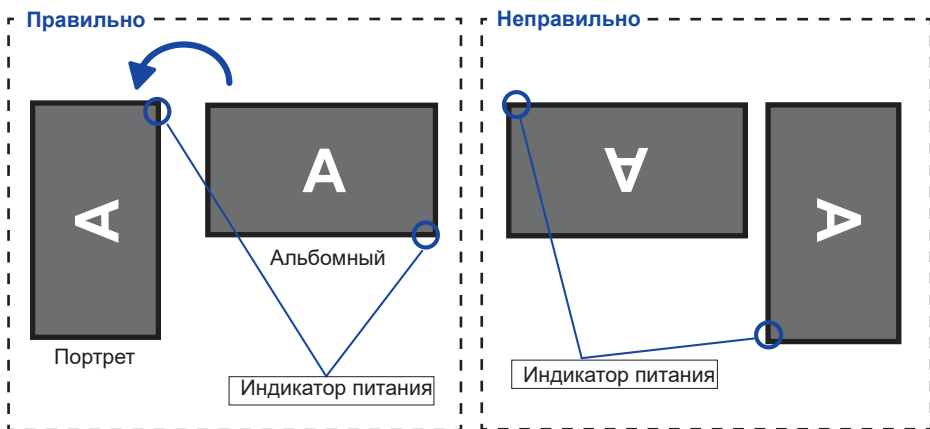 Правильно
A
A
Альбомный
Портрет
Индикатор питания
Неправильно
A
A
Индикатор питания